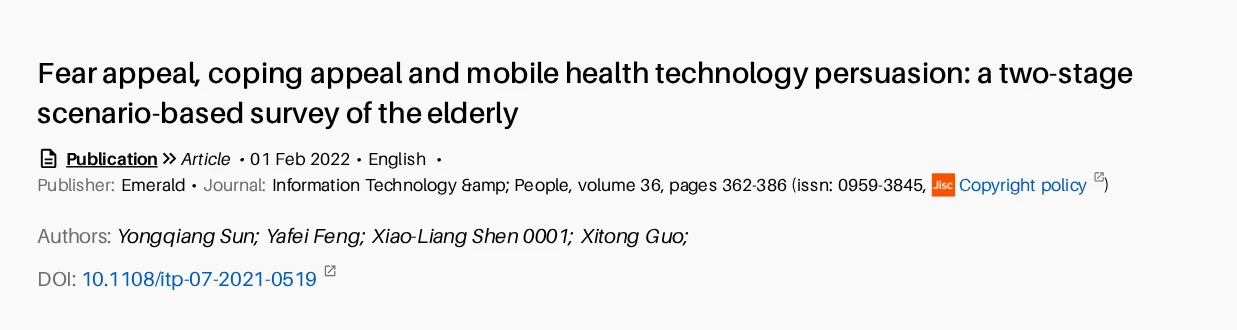 Fear appeal, coping appeal and mobile health technology persuasion: a two-stage
scenario-based survey of the elderly
Publication » Article • 01 Feb 2022 • English •
Publisher: Emerald • Journal: Information Technology &amp; People, volume 36, pages 362-386 (issn: 0959-3845, Jisc Copyright policy )
Authors: Yongqiang Sun; Yafei Feng; Xiao-Liang Shen 0001; Xitong Guo;
DOI: 10.1108/itp-07-2021-0519